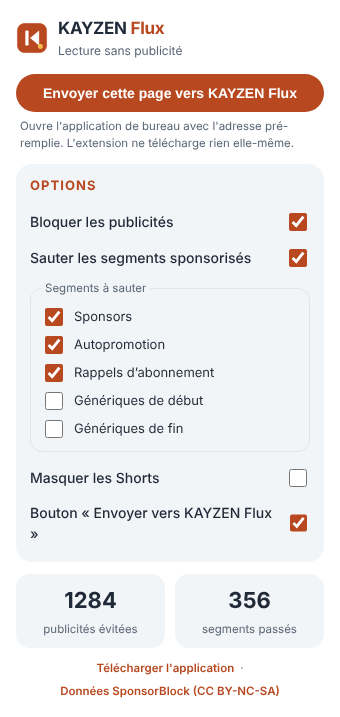 KAYZEN Flux
Lecture sans publicité
Envoyer cette page vers KAYZEN Flux
Ouvre l'application de bureau avec l'adresse pré-
remplie. L'extension ne télécharge rien elle-même.
OPTIONS
Bloquer les publicités
Sauter les segments sponsorisés
Segments à sauter
Sponsors
Autopromotion
Rappels d’abonnement
Génériques de début
Génériques de fin
Masquer les Shorts
Bouton « Envoyer vers KAYZEN Flux
»
1284
publicités évitées
356
segments passés
Télécharger l'application ·
Données SponsorBlock (CC BY-NC-SA)